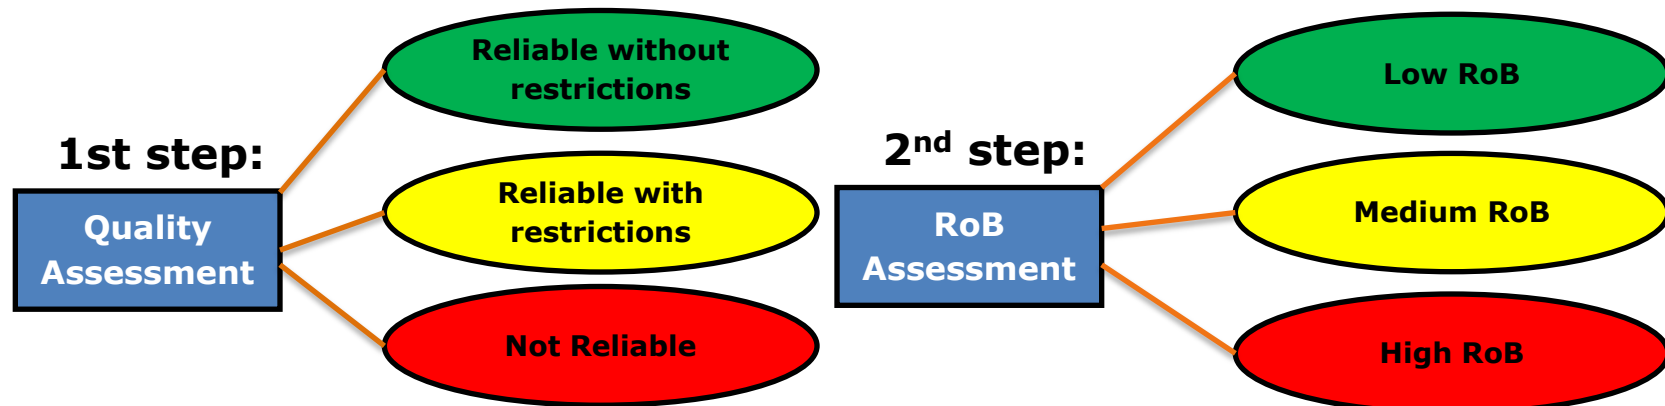 1st step:
Quality
Assessment
Reliable without
restrictions
Reliable with
restrictions
Not Reliable
2nd step:
RoB
Assessment
Low RoB
Medium RoB
High RoB